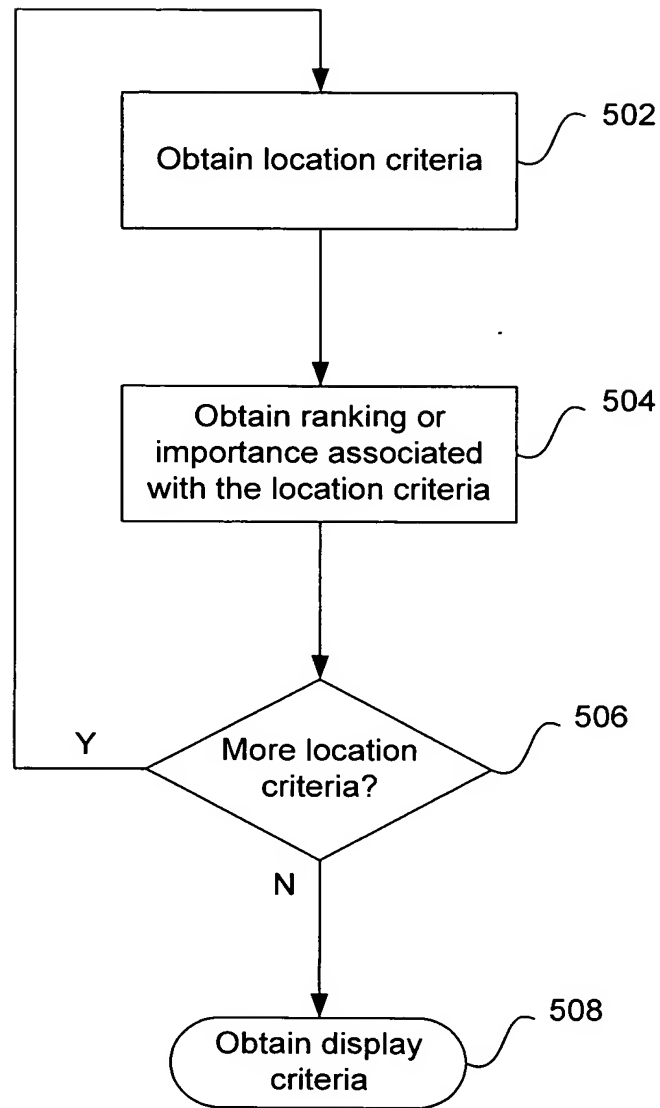 502
Obtain location criteria
504
Obtain ranking or
importance associated
with the location criteria
506
Y
More location
criteria?
N
508
Obtain display
criteria